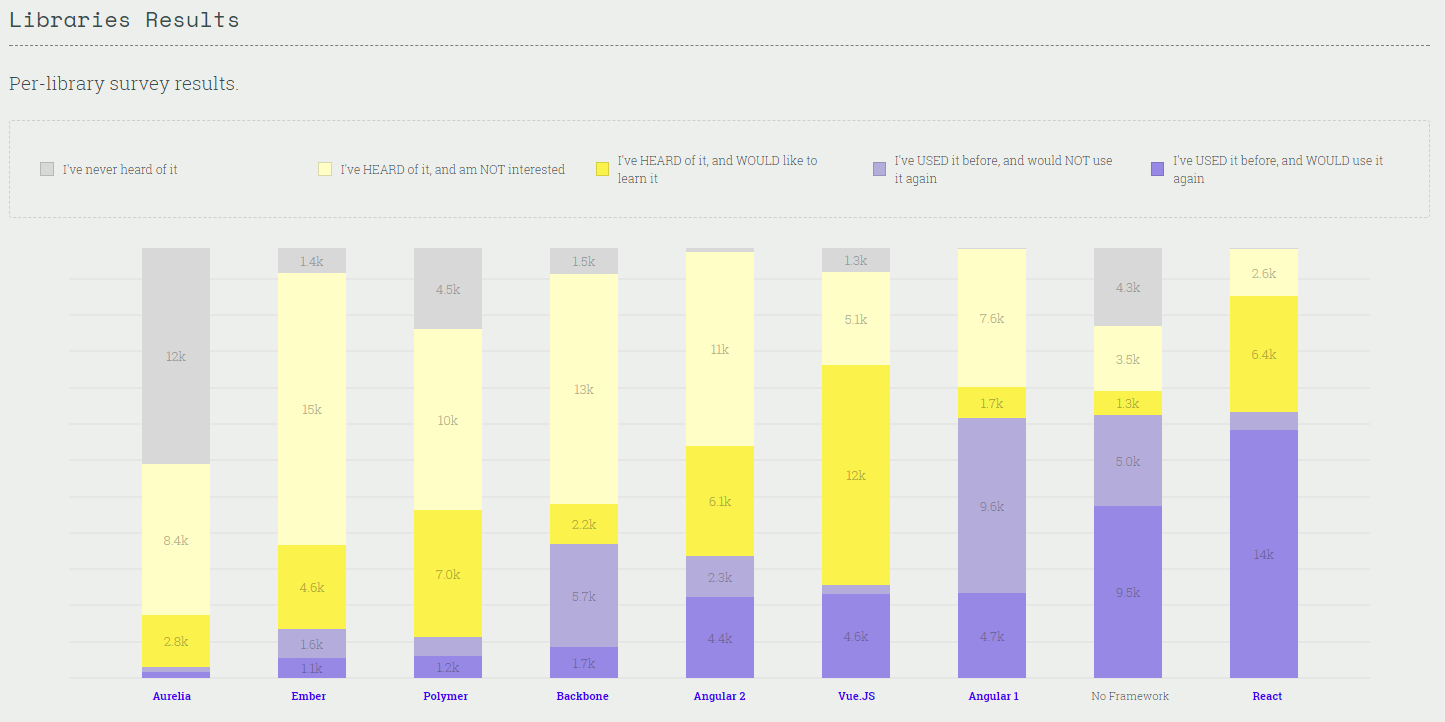 Libraries Results
Per-library survey results.
I've never heard of it
I've HEARD of it, and am NOT interested
I've HEARD of it, and WOULD like to
learn it
I've USED it before, and would NOT use
it again
I've USED it before, and WOULD use it
again
12k
8.4k
2.8k
1.4k
15k
4.6k
1.6k
1.1k
4.5k
10k
7.0k
1.2k
1.5k
13k
2.2k
5.7k
1.7k
11k
6.1k
2.3k
4.4k
1.3k
5.1k
12k
4.6k
7.6k
1.7k
9.6k
4.7k
4.3k
3.5k
1.3k
5.0k
9.5k
2.6k
6.4k
14k
Aurelia
Ember
Polymer
Backbone
Angular 2
Vue.JS
Angular 1
No Framework
React